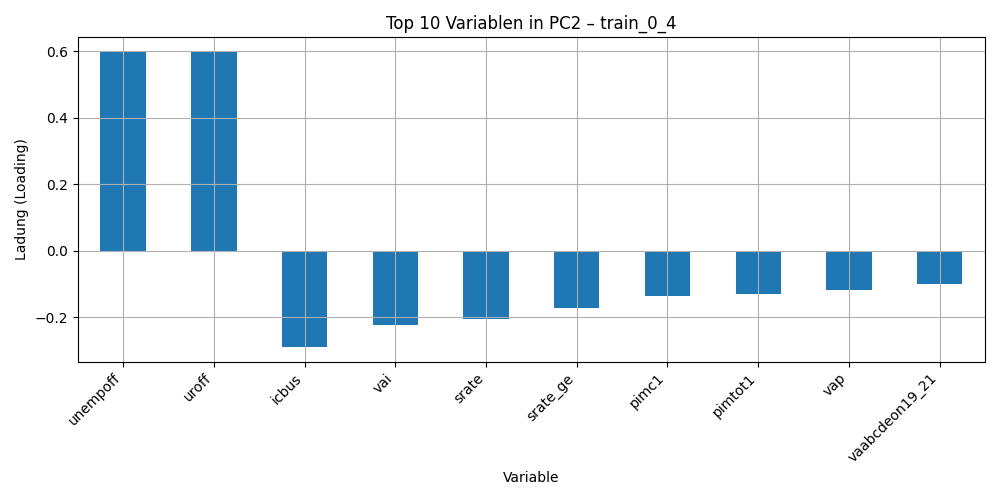 Top 10 Variablen in PC2 – train_0_4
Ladung (Loading)
0.6
0.4
0.2
0.0
−0.2
unempoff
uroff
icbus
vai
srate
srate_ge
pimc1
pimtot1
vap
vaabcdeon19_21
Variable